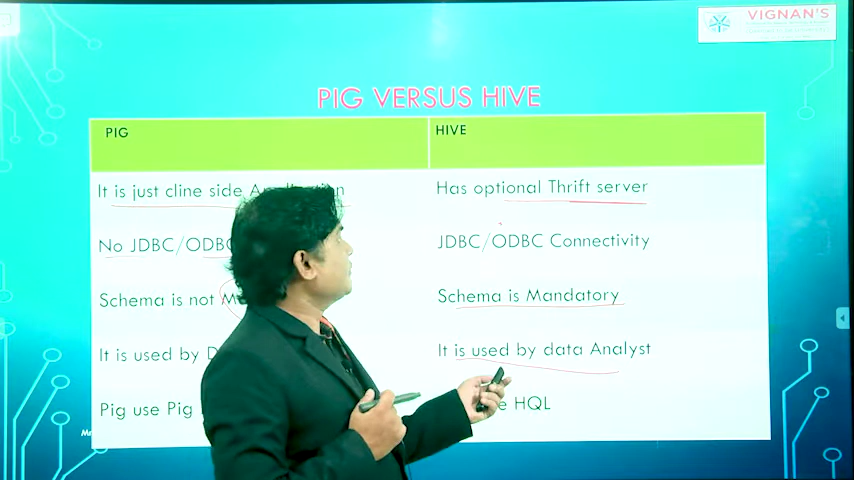 VIGNAN'S
PIG VERSUS HIVE
PIG
HIVE
It is just cline side
Has optional Thrift server
No JDBC/ODBC
JDBC/ODBC Connectivity
Schema is not
Schema is Mandatory
It is used by
It is used by data Analyst
Pig use Pig
HQL